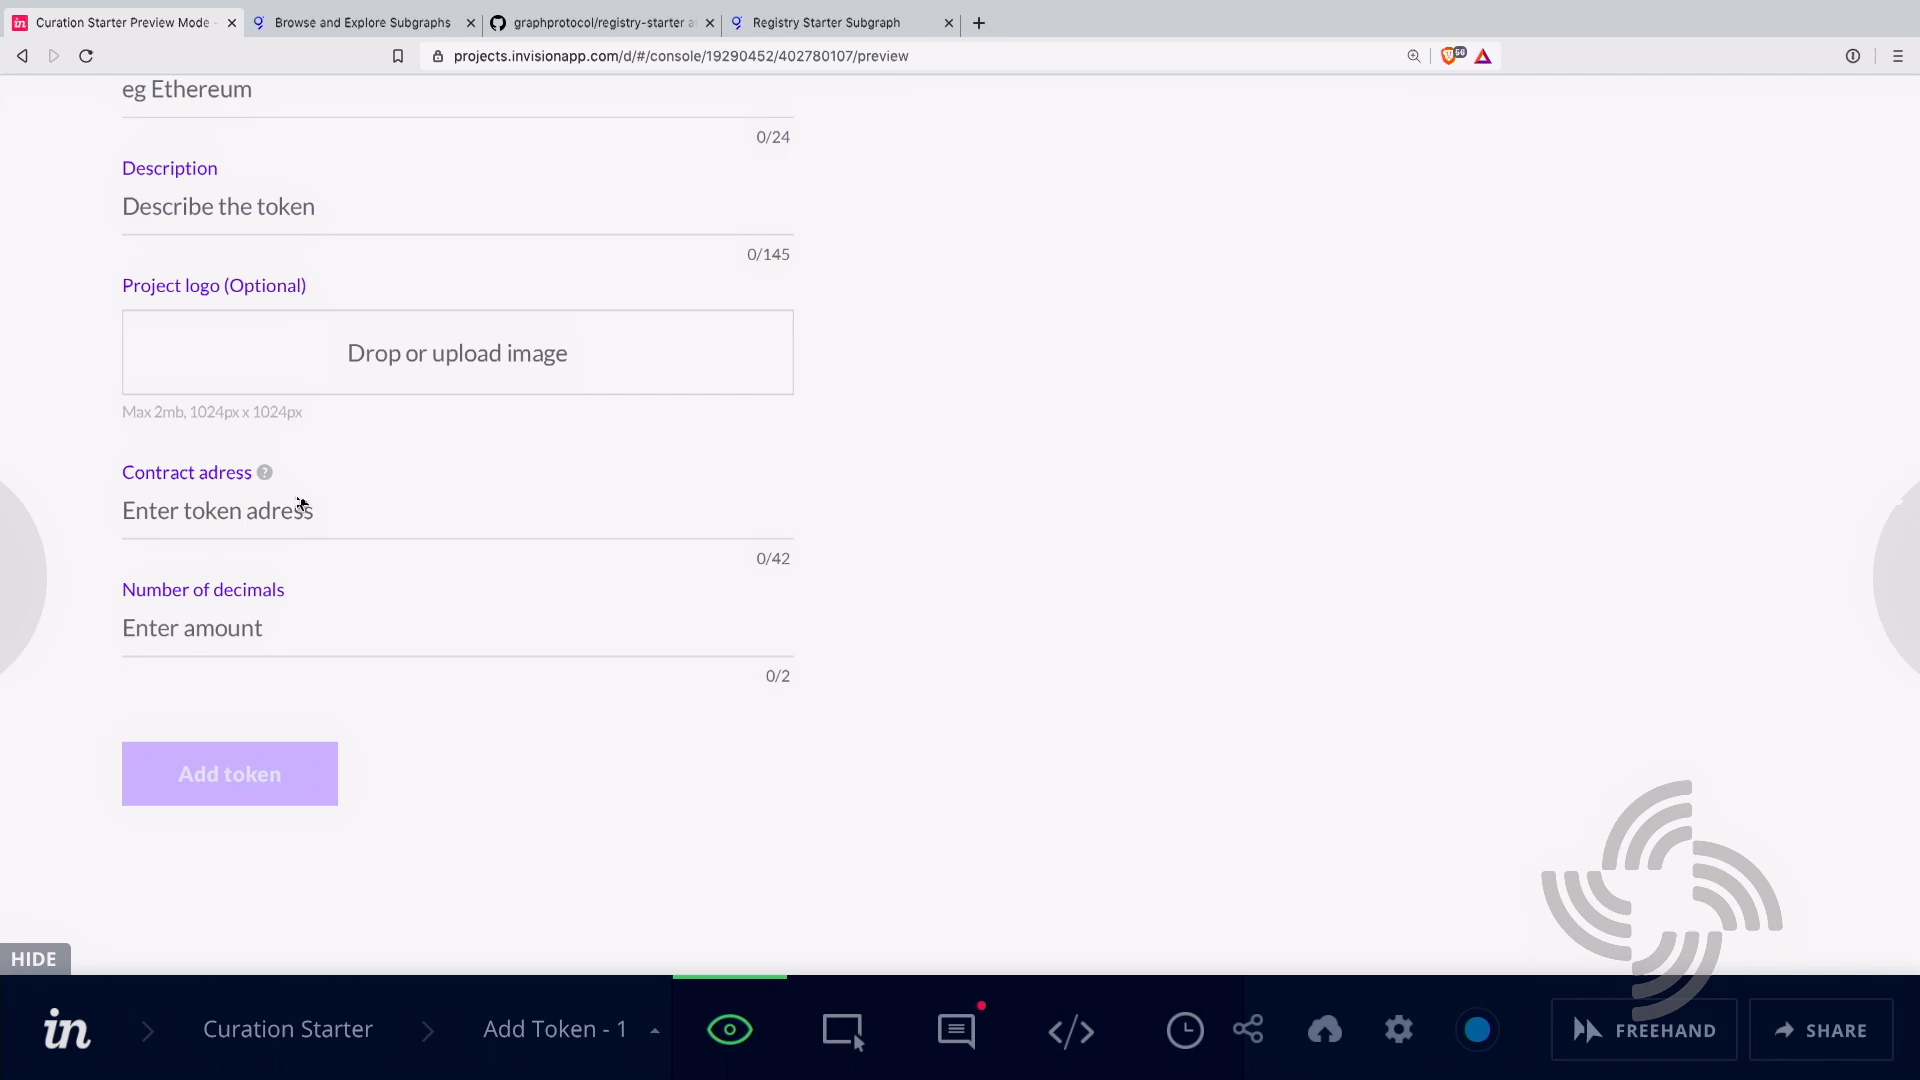 Curation Starter Preview Mode -
Browse and Explore Subgraphs
graphprotocol/registry-starter a
Registry Starter Subgraph
projects.invisionapp.com/d/#/console/19290452/402780107/preview
56
eg Ethereum
0/24
Description
Describe the token
0/145
Project logo (Optional)
Drop or upload image
Max 2mb, 1024px x 1024px
Contract adress ?
Enter token adress
0/42
Number of decimals
Enter amount
0/2
Add token
HIDE
in
Curation Starter
Add Token - 1
FREEHAND
SHARE